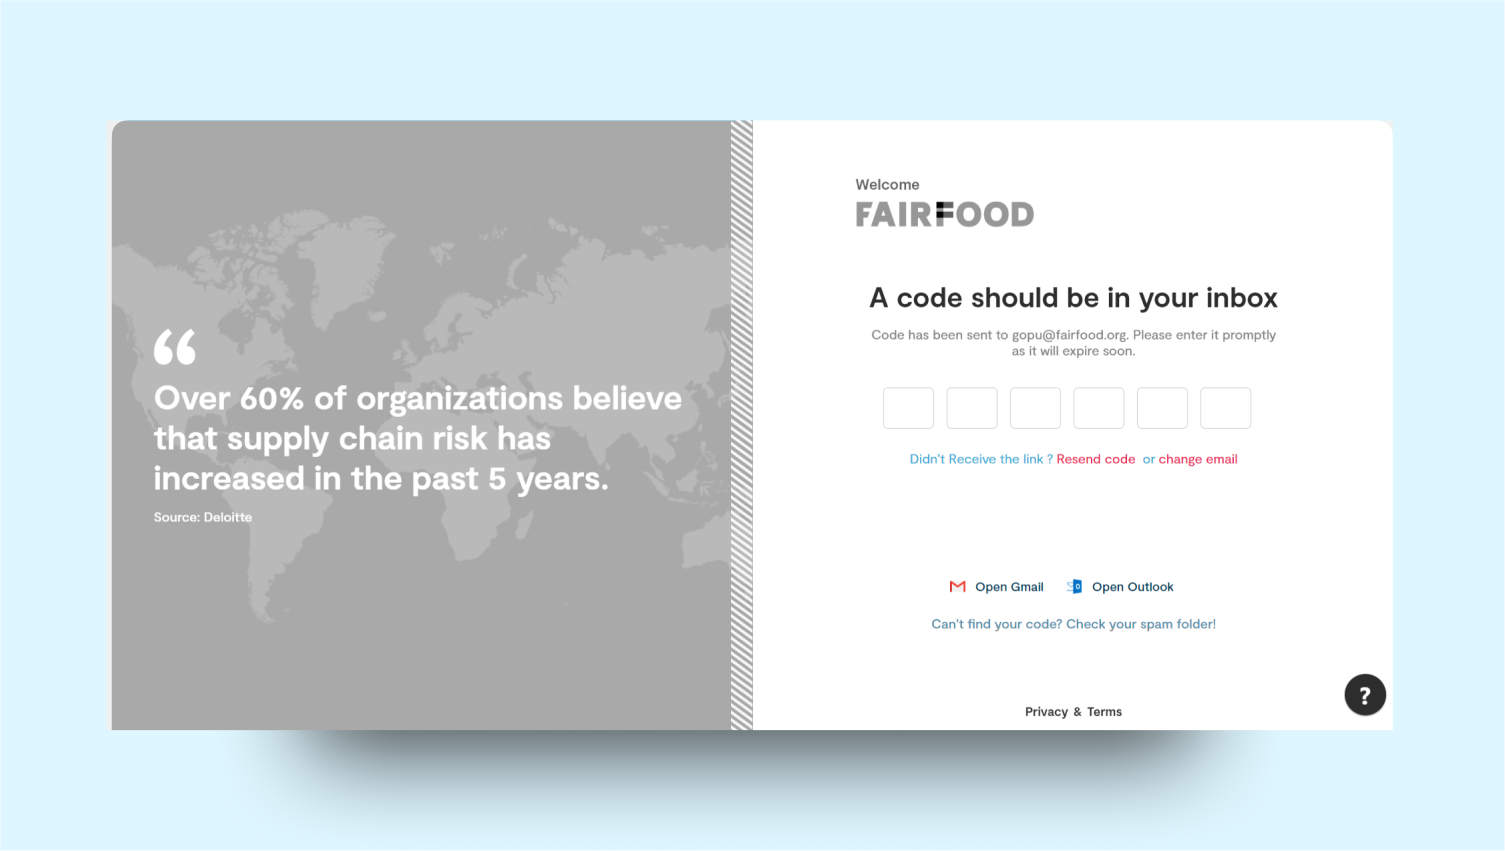 “
Over 60% of organizations believe
that supply chain risk has
increased in the past 5 years.
Source: Deloitte
Welcome
FAIRFOOD
A code should be in your inbox
Code has been sent to gopu@fairfood.org. Please enter it promptly
as it will expire soon.
Didn't Receive the link ? Resend code or change email
Open Gmail Open Outlook
Can't find your code? Check your spam folder!
Privacy & Terms
?